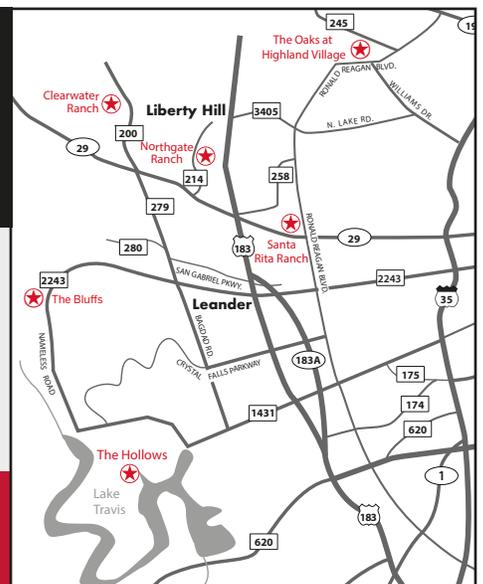 245
19
The Oaks at
Highland Village
RONALD REAGAN BLVD.
WILLIAMS DR.
Clearwater
Ranch
Liberty Hill
3405
N. LAKE RD.
200
29
Northgate
Ranch
214
258
279
RONALD REAGAN BLVD.
Santa
Rita Ranch
29
280
183
2243
SAN GABRIEL PKWY.
2243
The Bluffs
Leander
35
NAMELESS ROAD
BAGDAD RD.
CRYSTAL FALLS PARKWAY
183A
175
174
1431
620
The Hollows
1
Lake
Travis
183
620